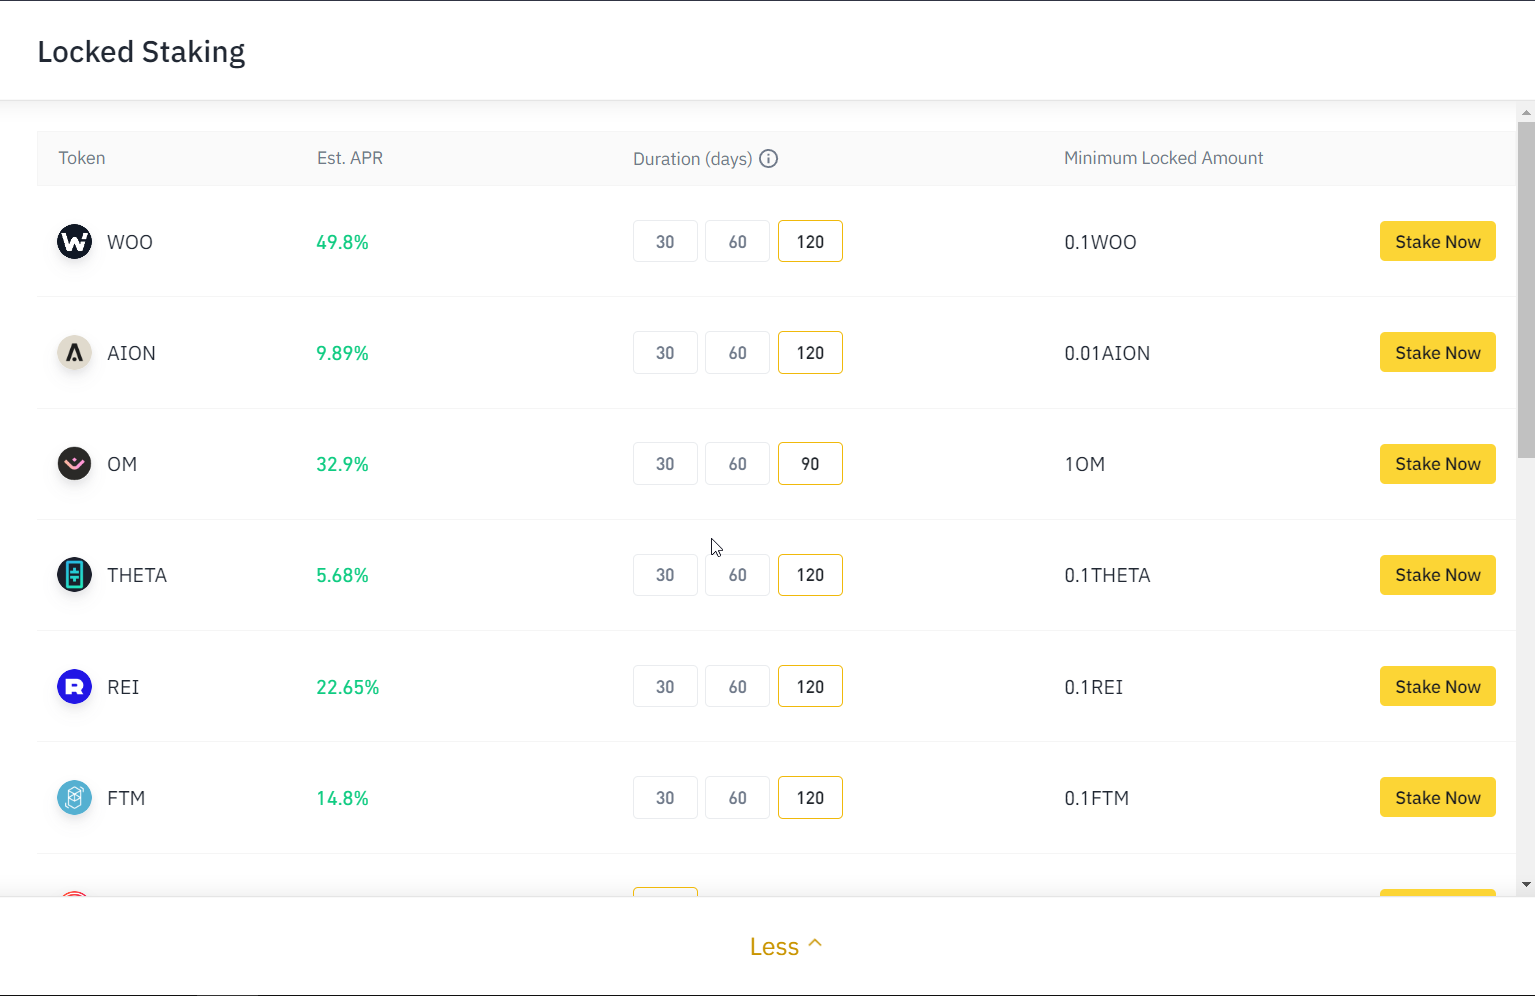 Locked Staking
Token Est. APR Duration (days) Minimum Locked Amount
WOO 49.8% 30 60 120 0.1WOO Stake Now
AION 9.89% 30 60 120 0.01AION Stake Now
OM 32.9% 30 60 90 1OM Stake Now
THETA 5.68% 30 60 120 0.1THETA Stake Now
REI 22.65% 30 60 120 0.1REI Stake Now
FTM 14.8% 30 60 120 0.1FTM Stake Now
Less